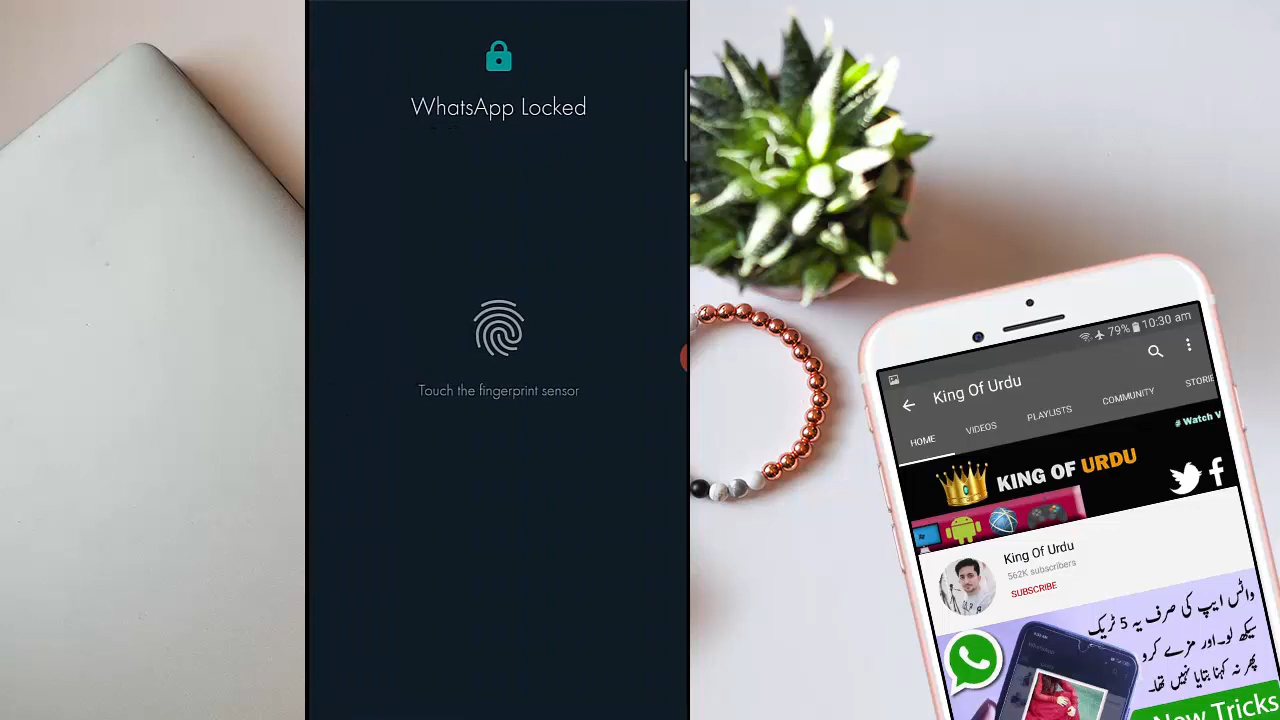 WhatsApp Locked
Touch the fingerprint sensor
79% 10:30 am
King Of Urdu
HOME VIDEOS PLAYLISTS COMMUNITY STORIE
# Watch V
KING OF URDU
King Of Urdu
562K subscribers
SUBSCRIBE
واٹس ایپ کی صرف یہ 5 ٹریک
سیکھ لو۔اور مزے کرو
پھر نہ کہنا بتایا نہیں تھا۔
New Tricks